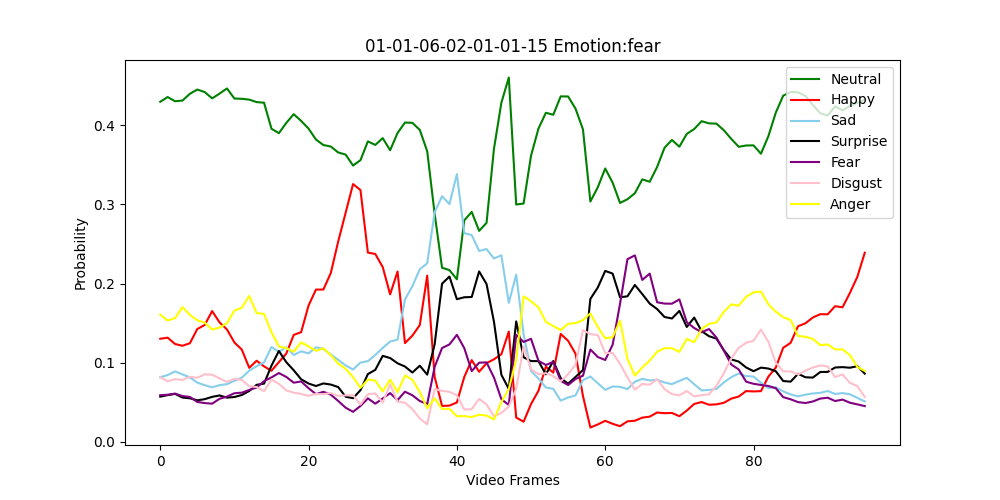 01-01-06-02-01-01-15 Emotion:fear
Neutral
Happy
Sad
Surprise
Fear
Disgust
Anger
Probability
0.4
0.3
0.2
0.1
0.0
0 20 40 60 80
Video Frames